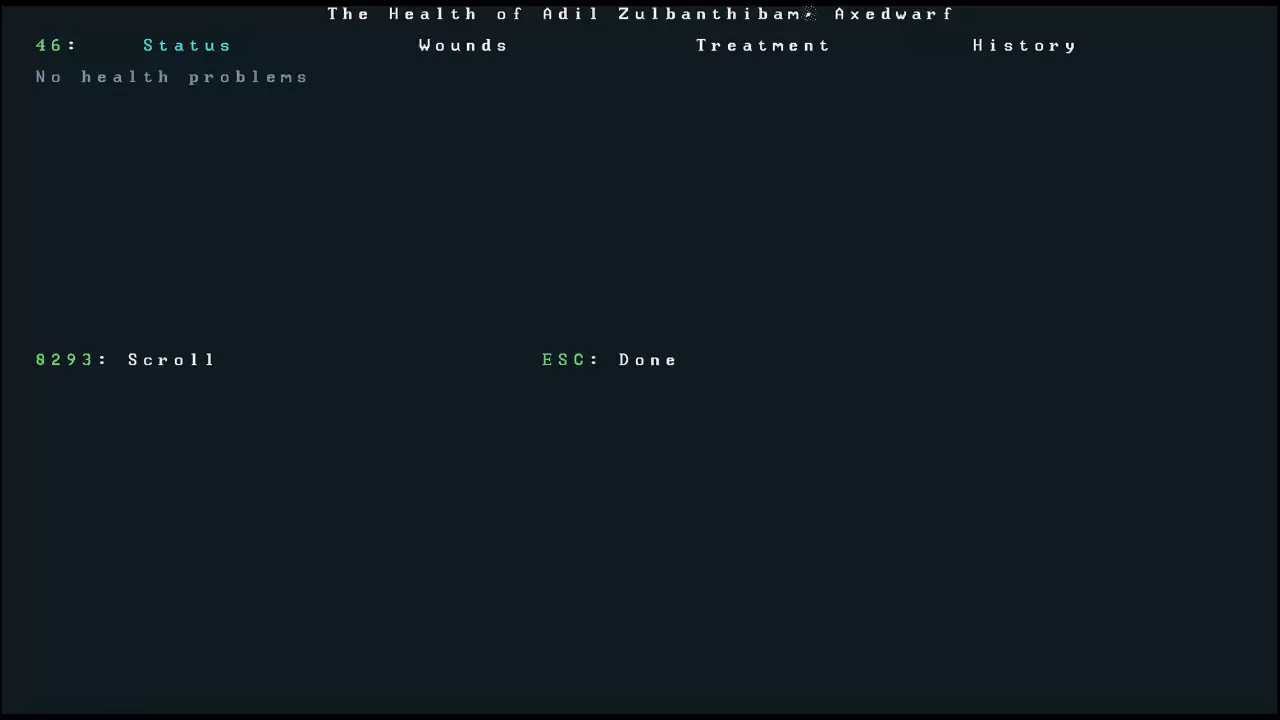 The Health of Adil Zulbanthibam, Axedwarf
46: Status Wounds Treatment History
No health problems
8293: Scroll ESC: Done